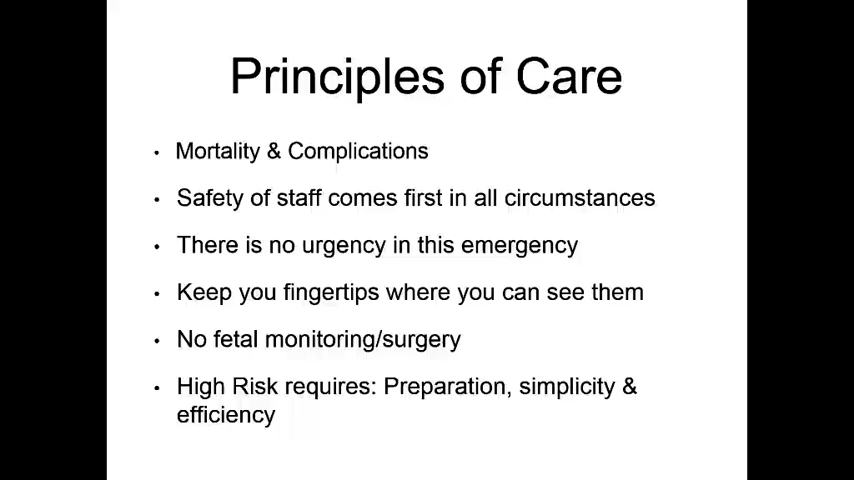 Principles of Care
• Mortality & Complications
• Safety of staff comes first in all circumstances
• There is no urgency in this emergency
• Keep you fingertips where you can see them
• No fetal monitoring/surgery
• High Risk requires: Preparation, simplicity &
efficiency